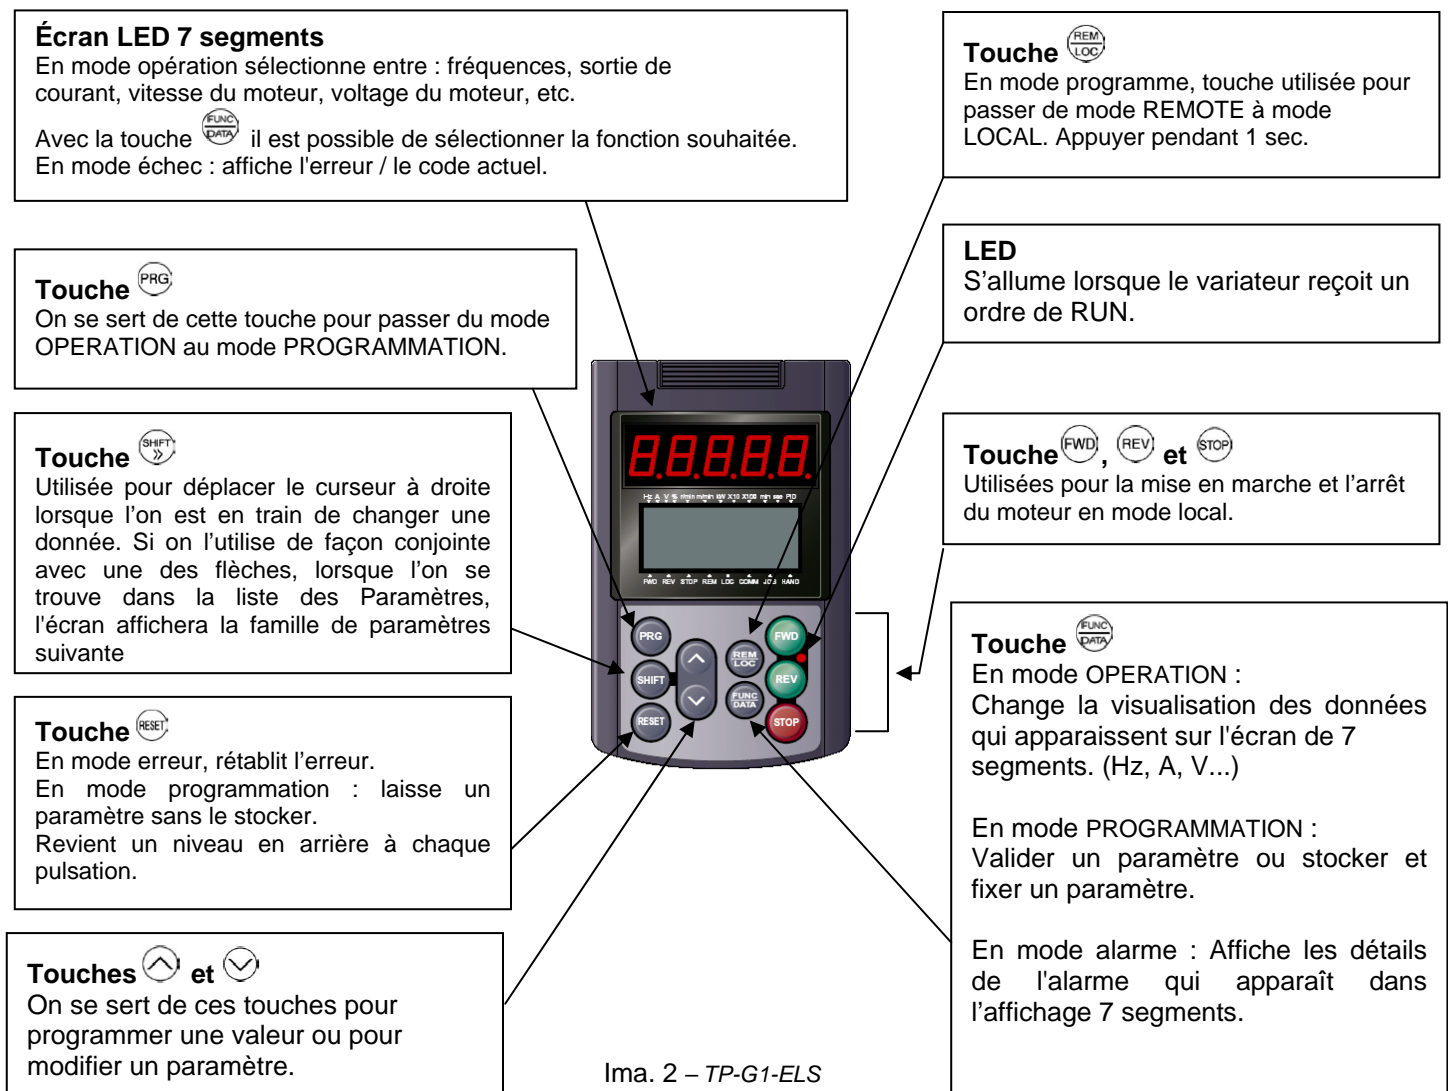 Écran LED 7 segments
En mode opération sélectionne entre : fréquences, sortie de
courant, vitesse du moteur, voltage du moteur, etc.
Avec la touche FUNC DATA il est possible de sélectionner la fonction souhaitée.
En mode échec : affiche l'erreur / le code actuel.
Touche REM LOC
En mode programme, touche utilisée pour
passer de mode REMOTE à mode
LOCAL. Appuyer pendant 1 sec.
LED
S’allume lorsque le variateur reçoit un
ordre de RUN.
Touche PRG
On se sert de cette touche pour passer du mode
OPERATION au mode PROGRAMMATION.
Touche SHIFT »
Utilisée pour déplacer le curseur à droite
lorsque l’on est en train de changer une
donnée. Si on l’utilise de façon conjointe
avec une des flèches, lorsque l’on se
trouve dans la liste des Paramètres,
l'écran affichera la famille de paramètres
suivante
Touche FWD, REV et STOP
Utilisées pour la mise en marche et l’arrêt
du moteur en mode local.
8.8.8.8.8.
Hz A V % r/min m/min kW X10 X100 min sec PID
FWD REV STOP REM LOC COMM JOG HAND
PRG
SHIFT
RESET
REM
LOC
FUNC
DATA
FWD
REV
STOP
Touche FUNC DATA
En mode OPERATION :
Change la visualisation des données
qui apparaissent sur l'écran de 7
segments. (Hz, A, V...)
En mode PROGRAMMATION :
Valider un paramètre ou stocker et
fixer un paramètre.
En mode alarme : Affiche les détails
de l'alarme qui apparaît dans
l’affichage 7 segments.
Touche RESET
En mode erreur, rétablit l’erreur.
En mode programmation : laisse un
paramètre sans le stocker.
Revient un niveau en arrière à chaque
pulsation.
Touches et
On se sert de ces touches pour
programmer une valeur ou pour
modifier un paramètre.
Ima. 2 – TP-G1-ELS